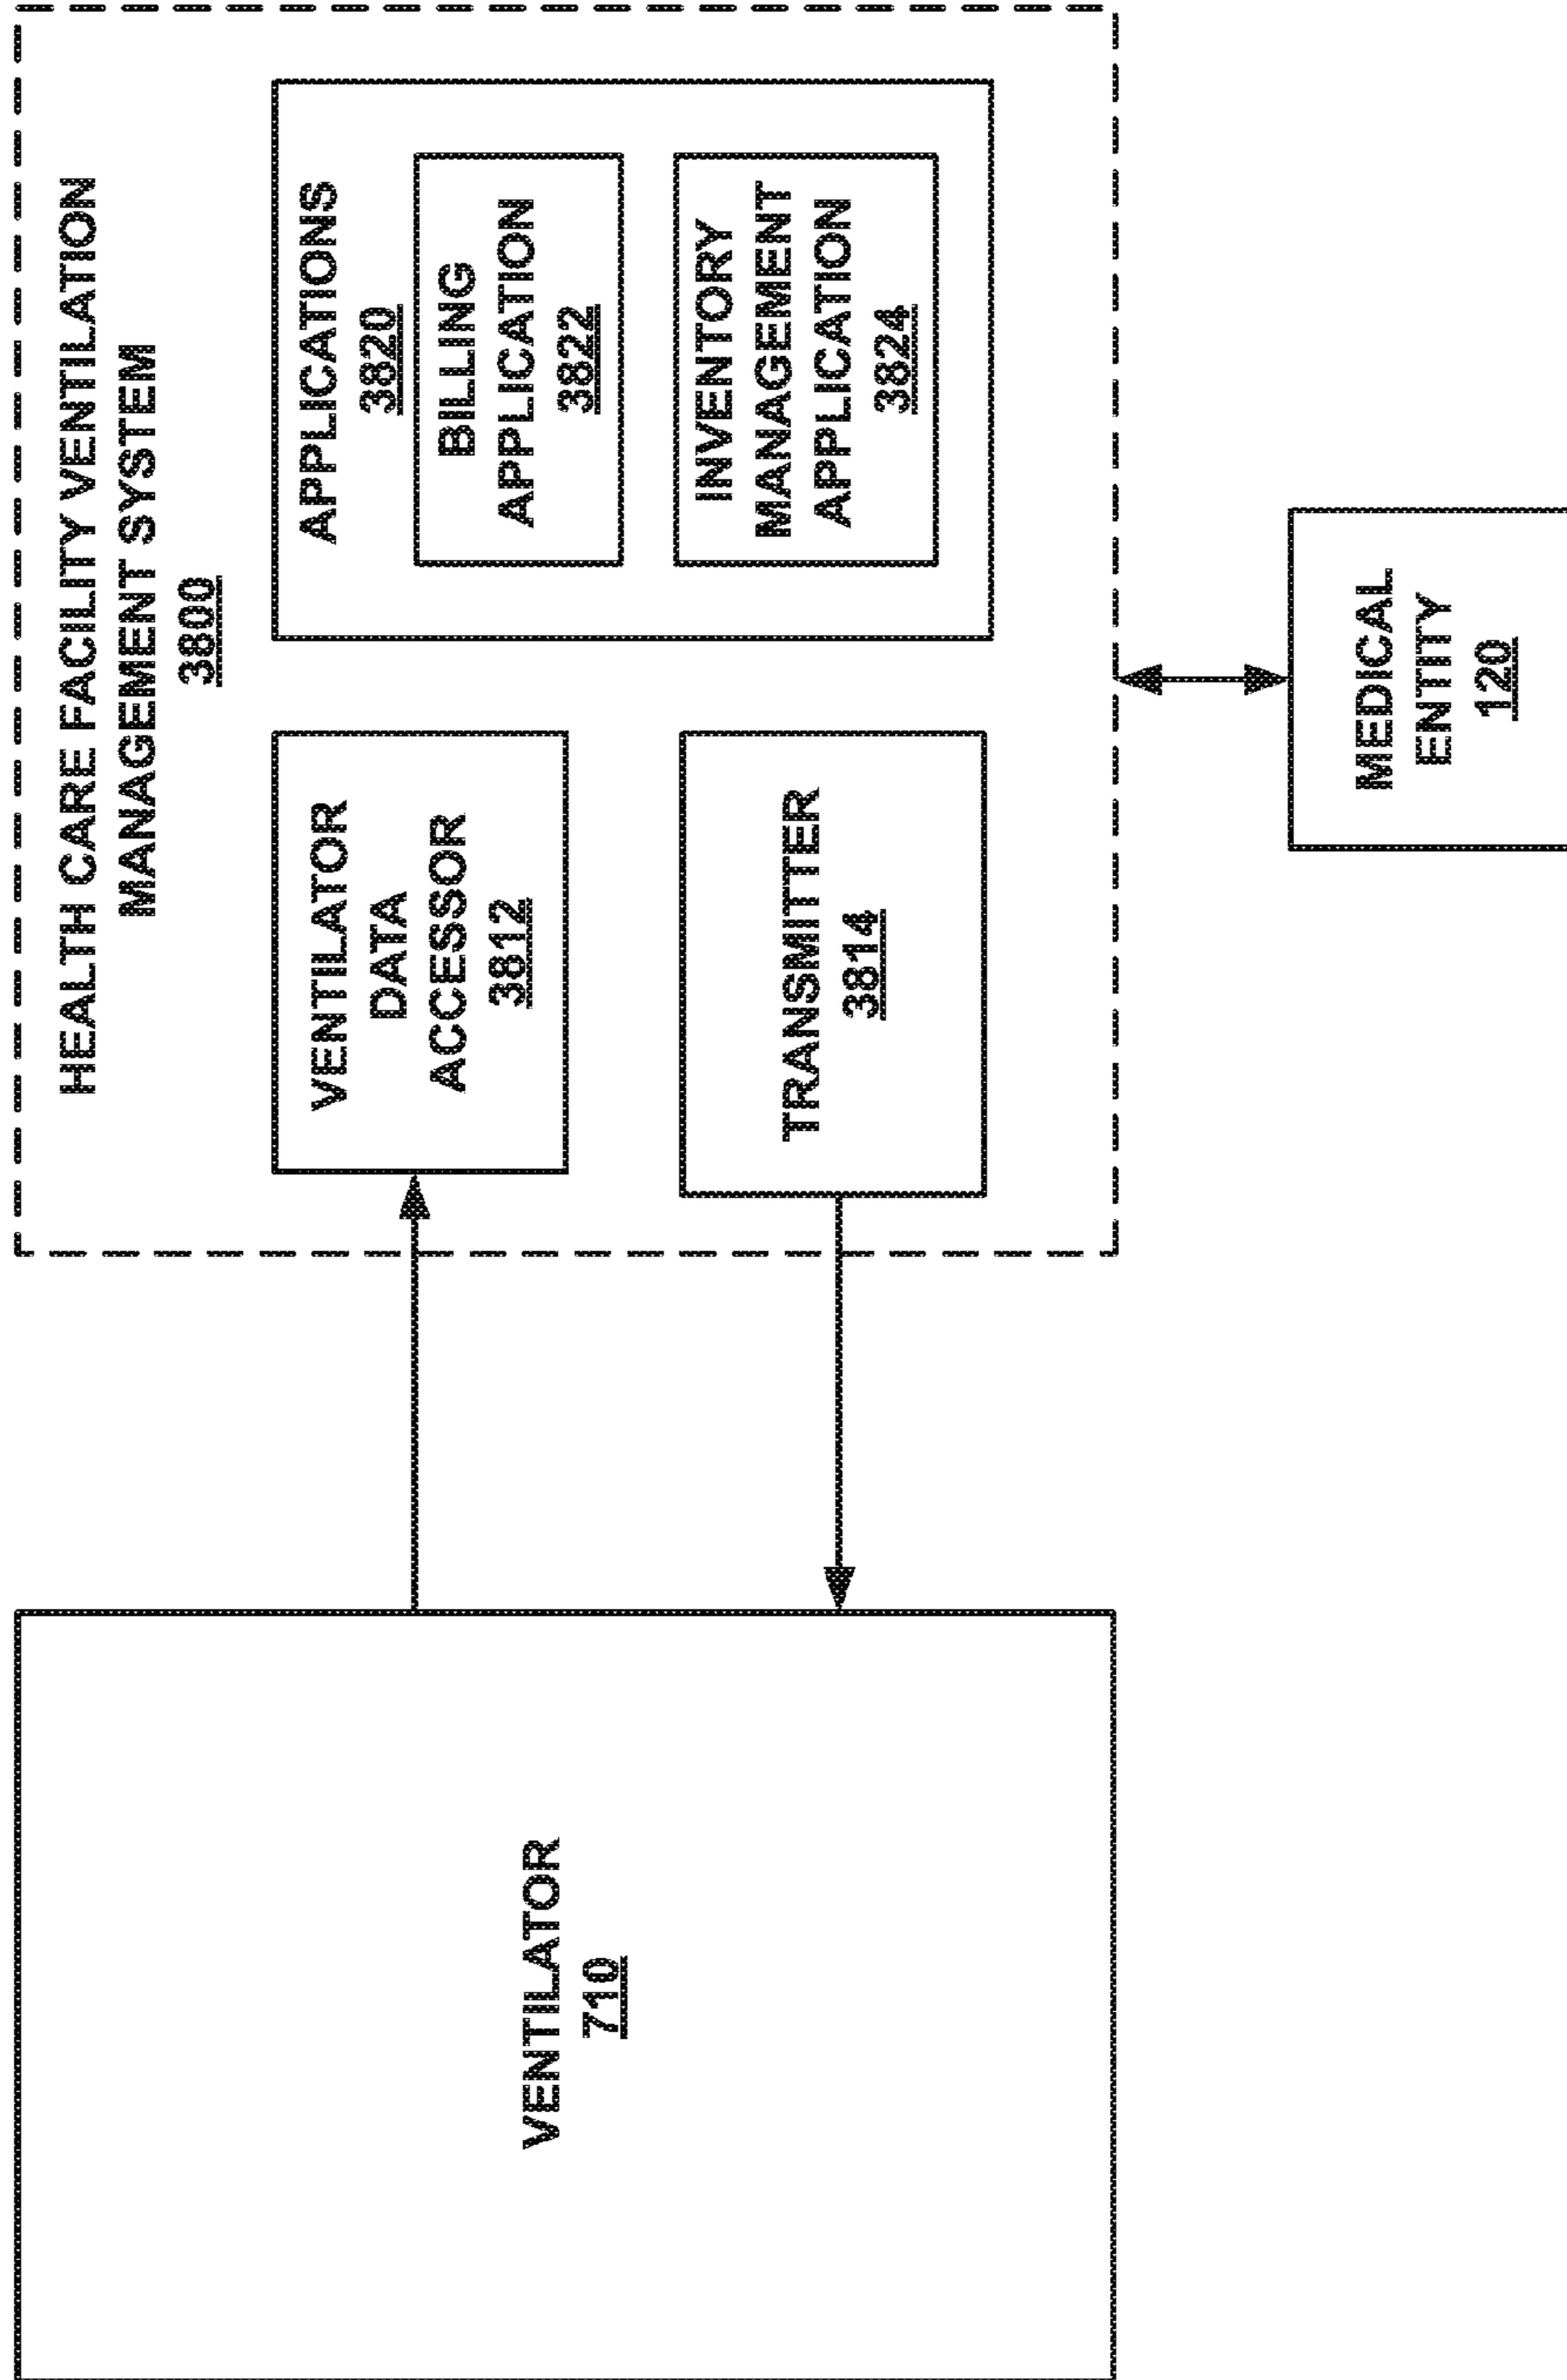 HEALTH CARE FACILITY VENTILATION
MANAGEMENT SYSTEM
3800
VENTILATOR
710
VENTILATOR
DATA
ACCESSOR
3812
TRANSMITTER
3814
APPLICATIONS
3820
BILLING
APPLICATION
3822
INVENTORY
MANAGEMENT
APPLICATION
3824
MEDICAL
ENTITY
120